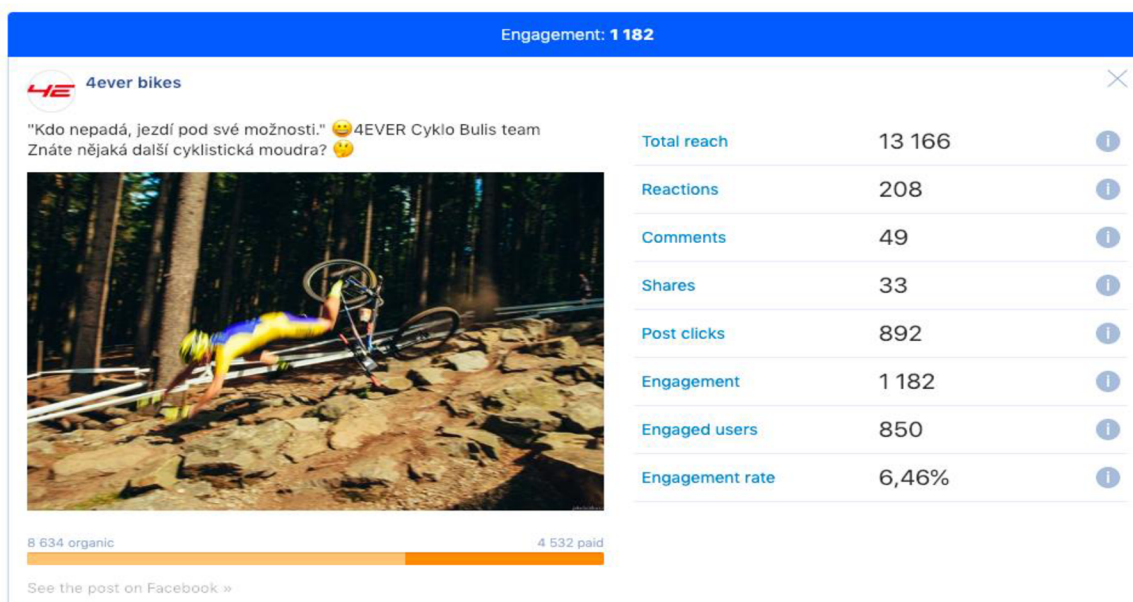 Engagement: 1 182
4E
4ever bikes
"Kdo nepadá, jezdí pod své možnosti." 😄4EVER Cyklo Bulis team
Znáte nějaká další cyklistická moudra? 🤔
8 634 organic 4 532 paid
See the post on Facebook »
Total reach 13 166
Reactions 208
Comments 49
Shares 33
Post clicks 892
Engagement 1 182
Engaged users 850
Engagement rate 6,46%